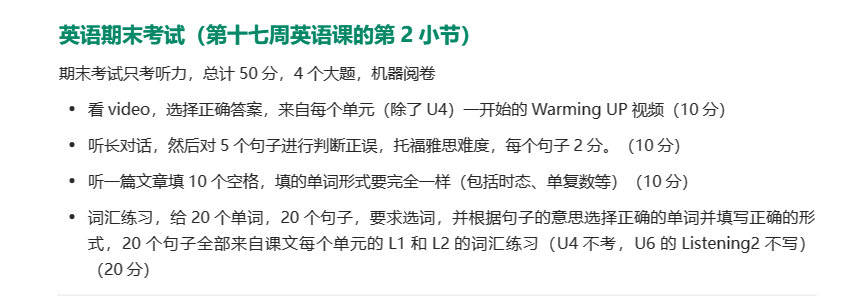 英语期末考试（第十七周英语课的第 2 小节）
期末考试只考听力，总计 50 分，4 个大题，机器阅卷
• 看 video，选择正确答案，来自每个单元（除了 U4）一开始的 Warming UP 视频（10 分）
• 听长对话，然后对 5 个句子进行判断正误，托福雅思难度，每个句子 2 分。（10 分）
• 听一篇文章填 10 个空格，填的单词形式要完全一样（包括时态、单复数等）（10 分）
• 词汇练习，给 20 个单词，20 个句子，要求选词，并根据句子的意思选择正确的单词并填写正确的形
式，20 个句子全部来自课文每个单元的 L1 和 L2 的词汇练习（U4 不考，U6 的 Listening2 不写）
（20 分）